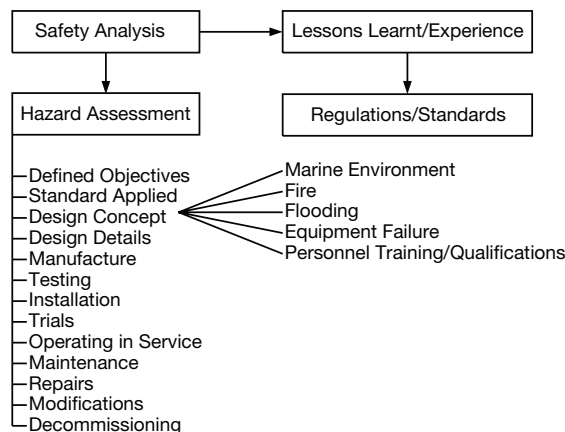 Safety Analysis
Lessons Learnt/Experience
Hazard Assessment
Regulations/Standards
Defined Objectives
Standard Applied
Design Concept
Design Details
Manufacture
Testing
Installation
Trials
Operating in Service
Maintenance
Repairs
Modifications
Decommissioning
Marine Environment
Fire
Flooding
Equipment Failure
Personnel Training/Qualifications